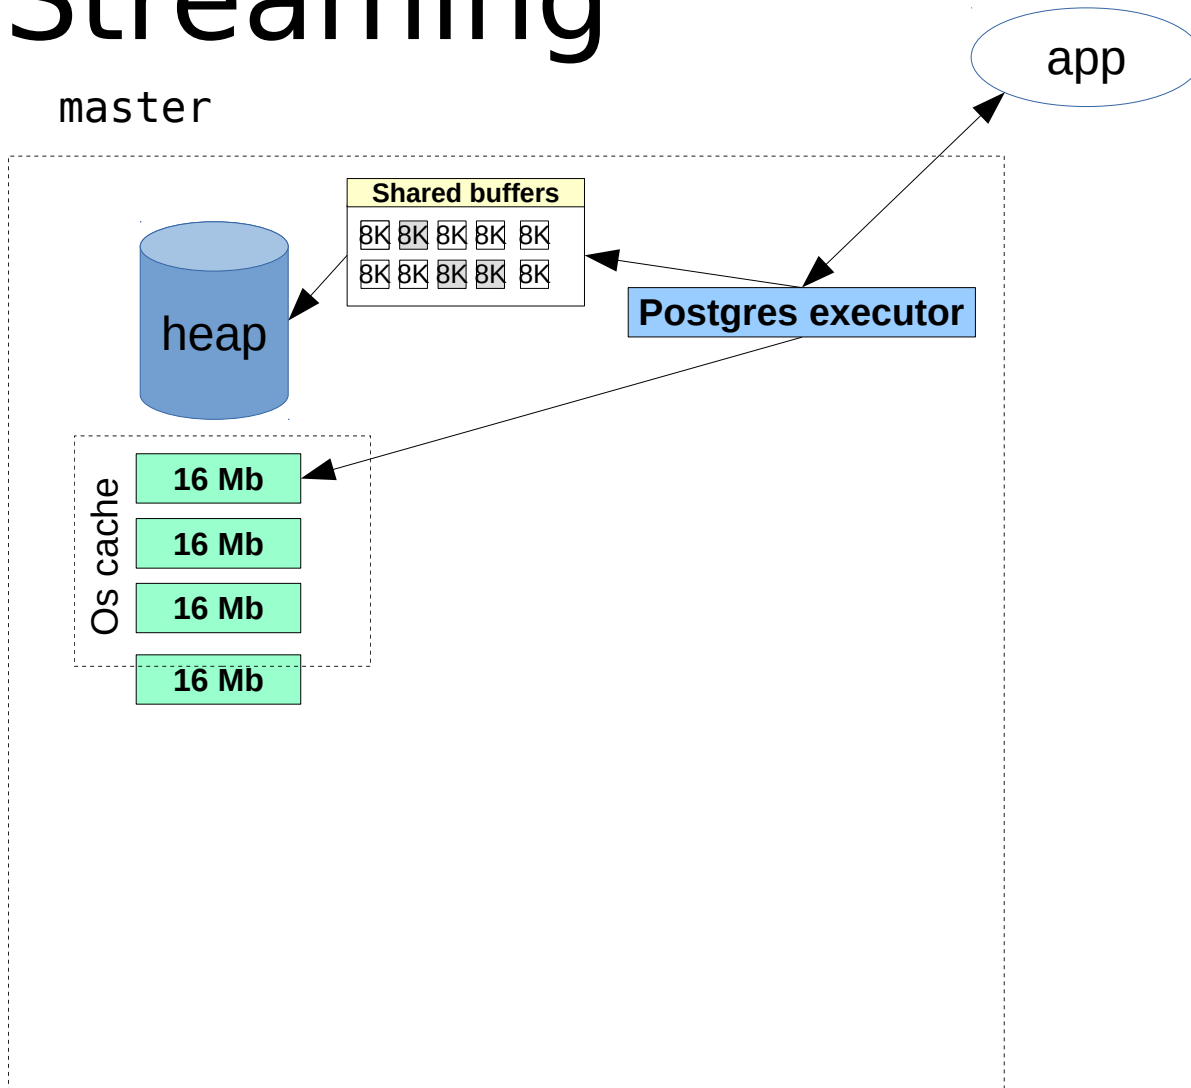 Streaming
app
master
Shared buffers
8K 8K 8K 8K 8K
8K 8K 8K 8K 8K
Postgres executor
heap
Os cache
16 Mb
16 Mb
16 Mb
16 Mb